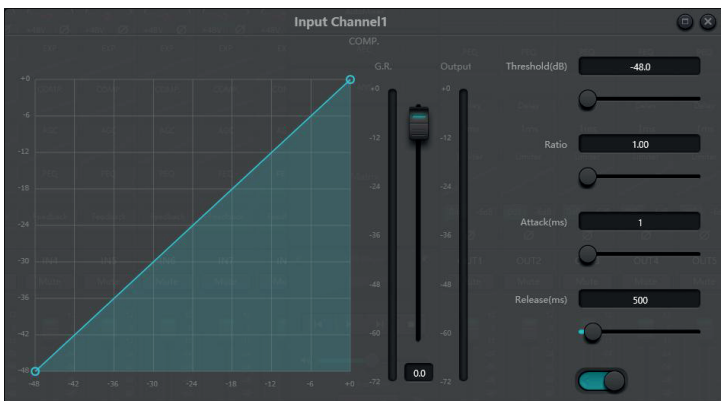 Input Channel1
COMP.
G.R.
Output
Threshold(dB)
-48.0
Ratio
1.00
Attack(ms)
1
Release(ms)
500
+0
-6
-12
-18
-24
-30
-36
-42
-48
-48 -42 -36 -30 -24 -18 -12 -6 +0
+0
-12
-24
-36
-48
-60
-72
0.0
+0
-12
-24
-36
-48
-60
-72
OUT2
OUT4